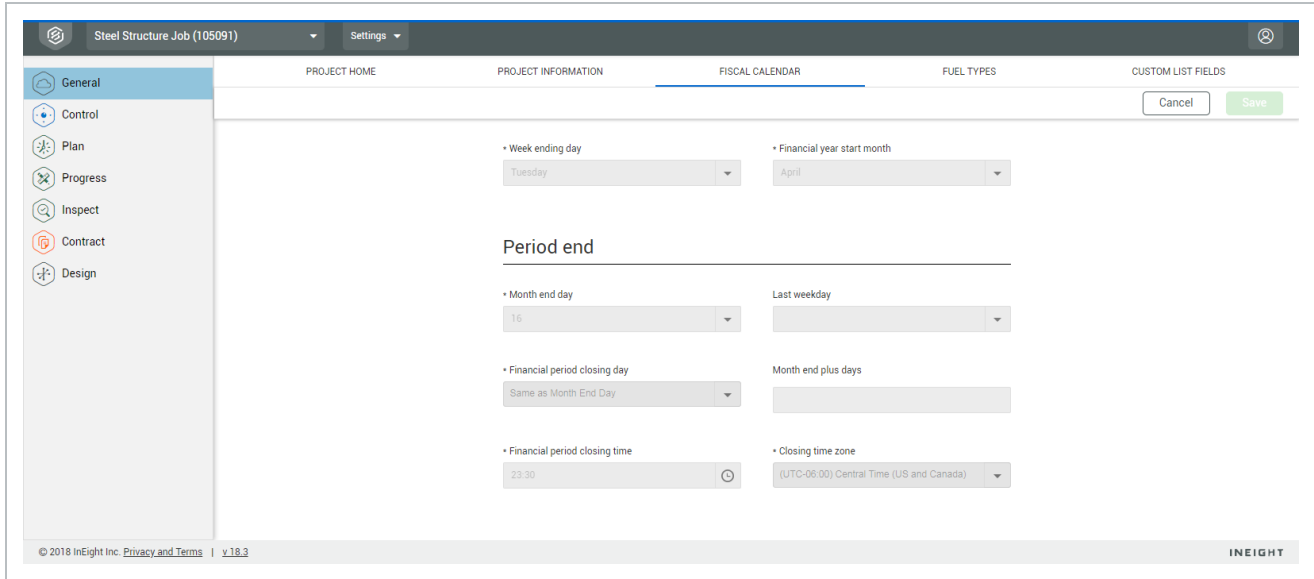 Steel Structure Job (105091)
Settings
General
Control
Plan
Progress
Inspect
Contract
Design
PROJECT HOME
PROJECT INFORMATION
FISCAL CALENDAR
FUEL TYPES
CUSTOM LIST FIELDS
Cancel
Save
* Week ending day
* Financial year start month
Tuesday
April
Period end
* Month end day
Last weekday
16
* Financial period closing day
Month end plus days
Same as Month End Day
* Financial period closing time
* Closing time zone
23:30
(UTC-06:00) Central Time (US and Canada)
© 2018 InEight Inc. Privacy and Terms | v 18.3
INEIGHT